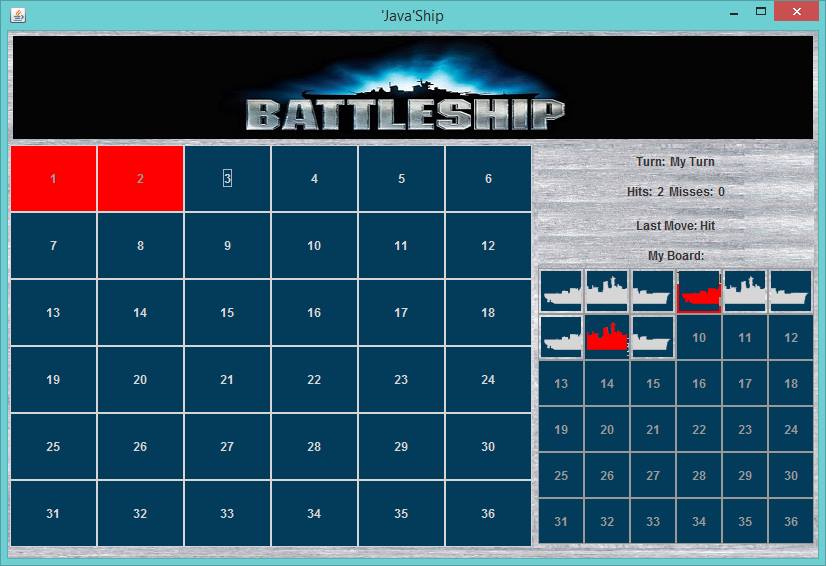 'Java'Ship
BATTLESHIP
1 2 3 4 5 6
7 8 9 10 11 12
13 14 15 16 17 18
19 20 21 22 23 24
25 26 27 28 29 30
31 32 33 34 35 36
Turn: My Turn
Hits: 2 Misses: 0
Last Move: Hit
My Board:
10 11 12
13 14 15 16 17 18
19 20 21 22 23 24
25 26 27 28 29 30
31 32 33 34 35 36